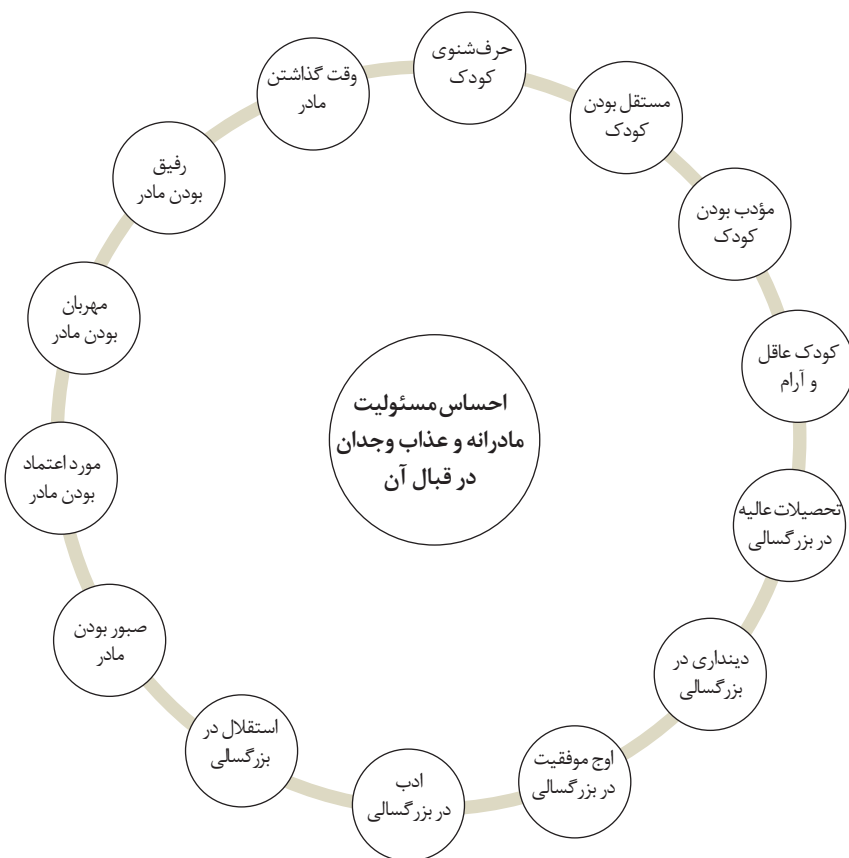 حرف‌شنوی
کودک
مستقل بودن
کودک
مؤدب بودن
کودک
کودک عاقل
و آرام
تحصیلات عالیه
در بزرگسالی
دینداری در
بزرگسالی
اوج موفقیت
در بزرگسالی
ادب
در بزرگسالی
استقلال در
بزرگسالی
صبور بودن
مادر
مورد اعتماد
بودن مادر
مهربان
بودن مادر
رفیق
بودن مادر
وقت گذاشتن
مادر
احساس مسئولیت
مادرانه و عذاب وجدان
در قبال آن